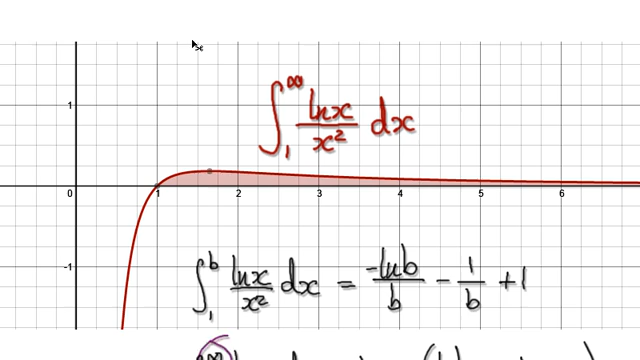 1
∫₁^∞ lnx/x² dx
0 1 2 3 4 5 6
-1
∫₁^b lnx/x² dx = -lnb/b - 1/b + 1